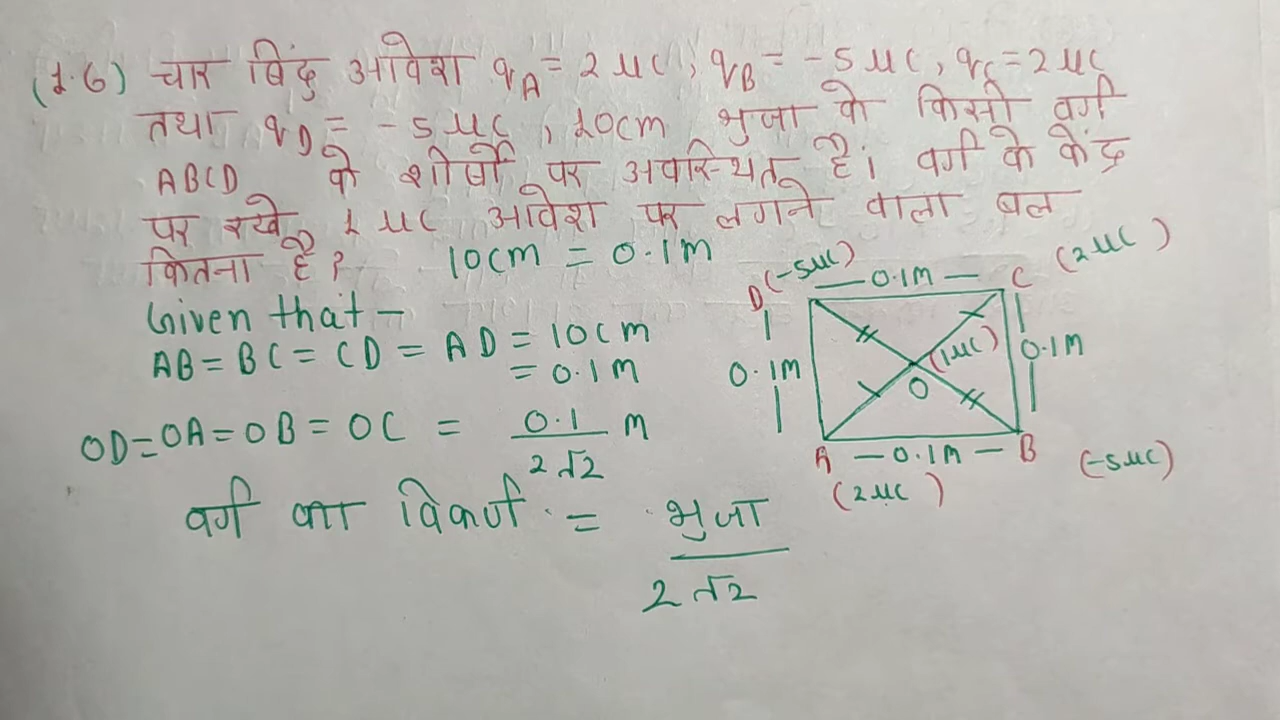 (1.6) चार बिंदु आवेश qA = 2 μC, qB = -5 μC, qC = 2 μC
तथा qD = -5 μC, 10cm भुजा के किसी वर्ग
ABCD के शीर्षों पर अवस्थित है। वर्ग के केंद्र
पर रखे 1 μC आवेश पर लगने वाला बल
कितना है?
10cm = 0.1M
Given that -
AB = BC = CD = AD = 10cm
= 0.1M
OD = OA = OB = OC = 0.1 / 2√2 M
वर्ग का विकर्ण = भुजा / 2√2
D (-5μC) — 0.1M — C (2μC)
0.1M (1μC) 0.1M
O
A — 0.1M — B (-5μC)
(2μC)